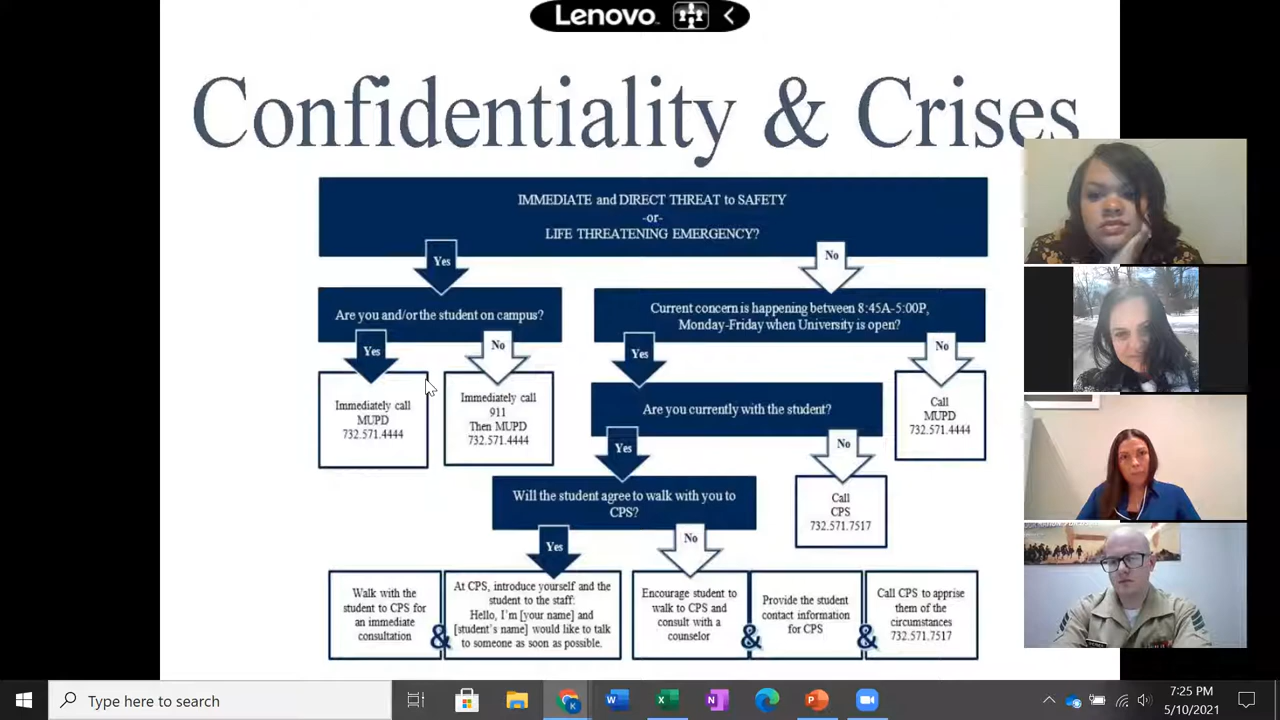 Lenovo
Confidentiality & Crises
IMMEDIATE and DIRECT THREAT to SAFETY
-or-
LIFE THREATENING EMERGENCY?
Yes
No
Are you and/or the student on campus?
Current concern is happening between 8:45A-5:00P,
Monday-Friday when University is open?
Yes
No
Yes
No
Immediately call
MUPD
732.571.4444
Immediately call
911
Then MUPD
732.571.4444
Are you currently with the student?
Call
MUPD
732.571.4444
Yes
No
Will the student agree to walk with you to
CPS?
Call
CPS
732.571.7517
Yes
No
Walk with the
student to CPS for
an immediate
consultation
&
At CPS, introduce yourself and the
student to the staff:
Hello, I'm [your name] and
[student's name] would like to talk
to someone as soon as possible.
Encourage student to
walk to CPS and
consult with a
counselor
&
Provide the student
contact information
for CPS
&
Call CPS to apprise
them of the
circumstances
732.571.7517
Type here to search
7:25 PM
5/10/2021